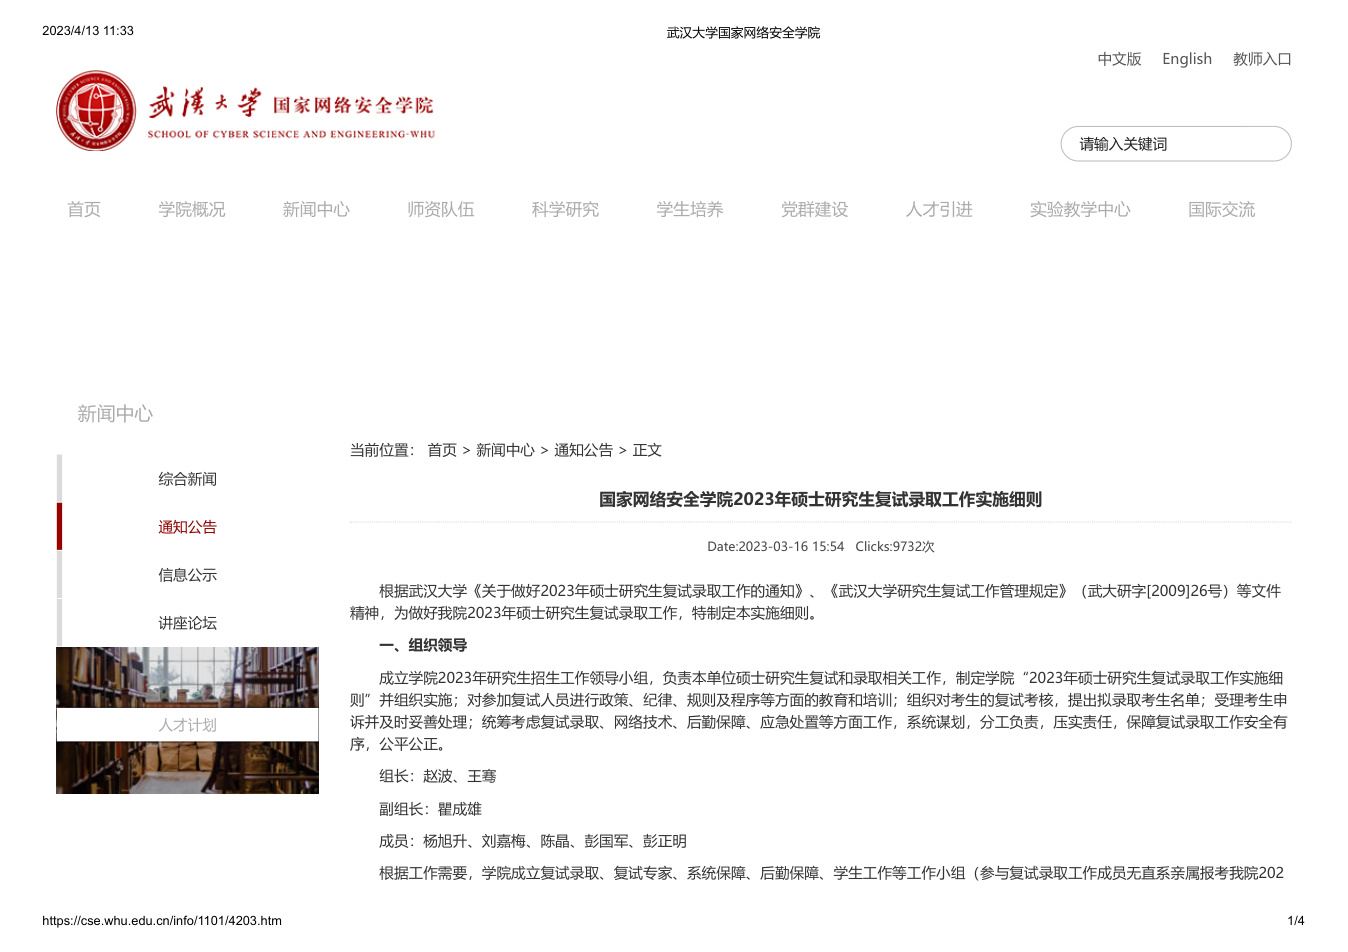 2023/4/13 11:33
武汉大学国家网络安全学院
中文版 English 教师入口
武漢大学 国家网络安全学院
SCHOOL OF CYBER SCIENCE AND ENGINEERING·WHU
请输入关键词
首页 学院概况 新闻中心 师资队伍 科学研究 学生培养 党群建设 人才引进 实验教学中心 国际交流
新闻中心
综合新闻
通知公告
信息公示
讲座论坛
人才计划
当前位置： 首页 > 新闻中心 > 通知公告 > 正文
国家网络安全学院2023年硕士研究生复试录取工作实施细则
Date:2023-03-16 15:54 Clicks:9732次
根据武汉大学《关于做好2023年硕士研究生复试录取工作的通知》、《武汉大学研究生复试工作管理规定》（武大研字[2009]26号）等文件
精神，为做好我院2023年硕士研究生复试录取工作，特制定本实施细则。
一、组织领导
成立学院2023年研究生招生工作领导小组，负责本单位硕士研究生复试和录取相关工作，制定学院“2023年硕士研究生复试录取工作实施细
则”并组织实施；对参加复试人员进行政策、纪律、规则及程序等方面的教育和培训；组织对考生的复试考核，提出拟录取考生名单；受理考生申
诉并及时妥善处理；统筹考虑复试录取、网络技术、后勤保障、应急处置等方面工作，系统谋划，分工负责，压实责任，保障复试录取工作安全有
序，公平公正。
组长：赵波、王骞
副组长：瞿成雄
成员：杨旭升、刘嘉梅、陈晶、彭国军、彭正明
根据工作需要，学院成立复试录取、复试专家、系统保障、后勤保障、学生工作等工作小组（参与复试录取工作成员无直系亲属报考我院202
https://cse.whu.edu.cn/info/1101/4203.htm
1/4